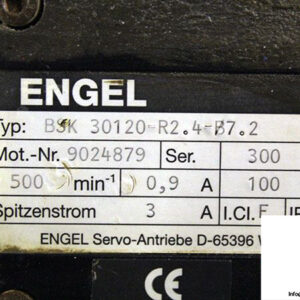 ENGEL
Typ: BSK 30120-R2.4-B7.2
Mot.-Nr. 9024879 Ser. 300
500 min⁻¹ 0,9 A 100
Spitzenstrom 3 A I.Cl. F
ENGEL Servo-Antriebe D-65396
CE